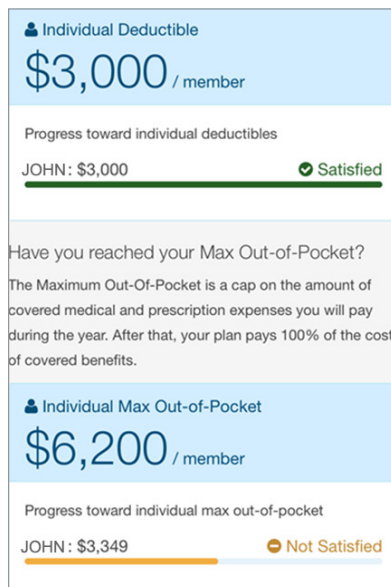 Individual Deductible
$3,000 / member
Progress toward individual deductibles
JOHN: $3,000 Satisfied
Have you reached your Max Out-of-Pocket?
The Maximum Out-Of-Pocket is a cap on the amount of
covered medical and prescription expenses you will pay
during the year. After that, your plan pays 100% of the cost
of covered benefits.
Individual Max Out-of-Pocket
$6,200 / member
Progress toward individual max out-of-pocket
JOHN: $3,349 Not Satisfied